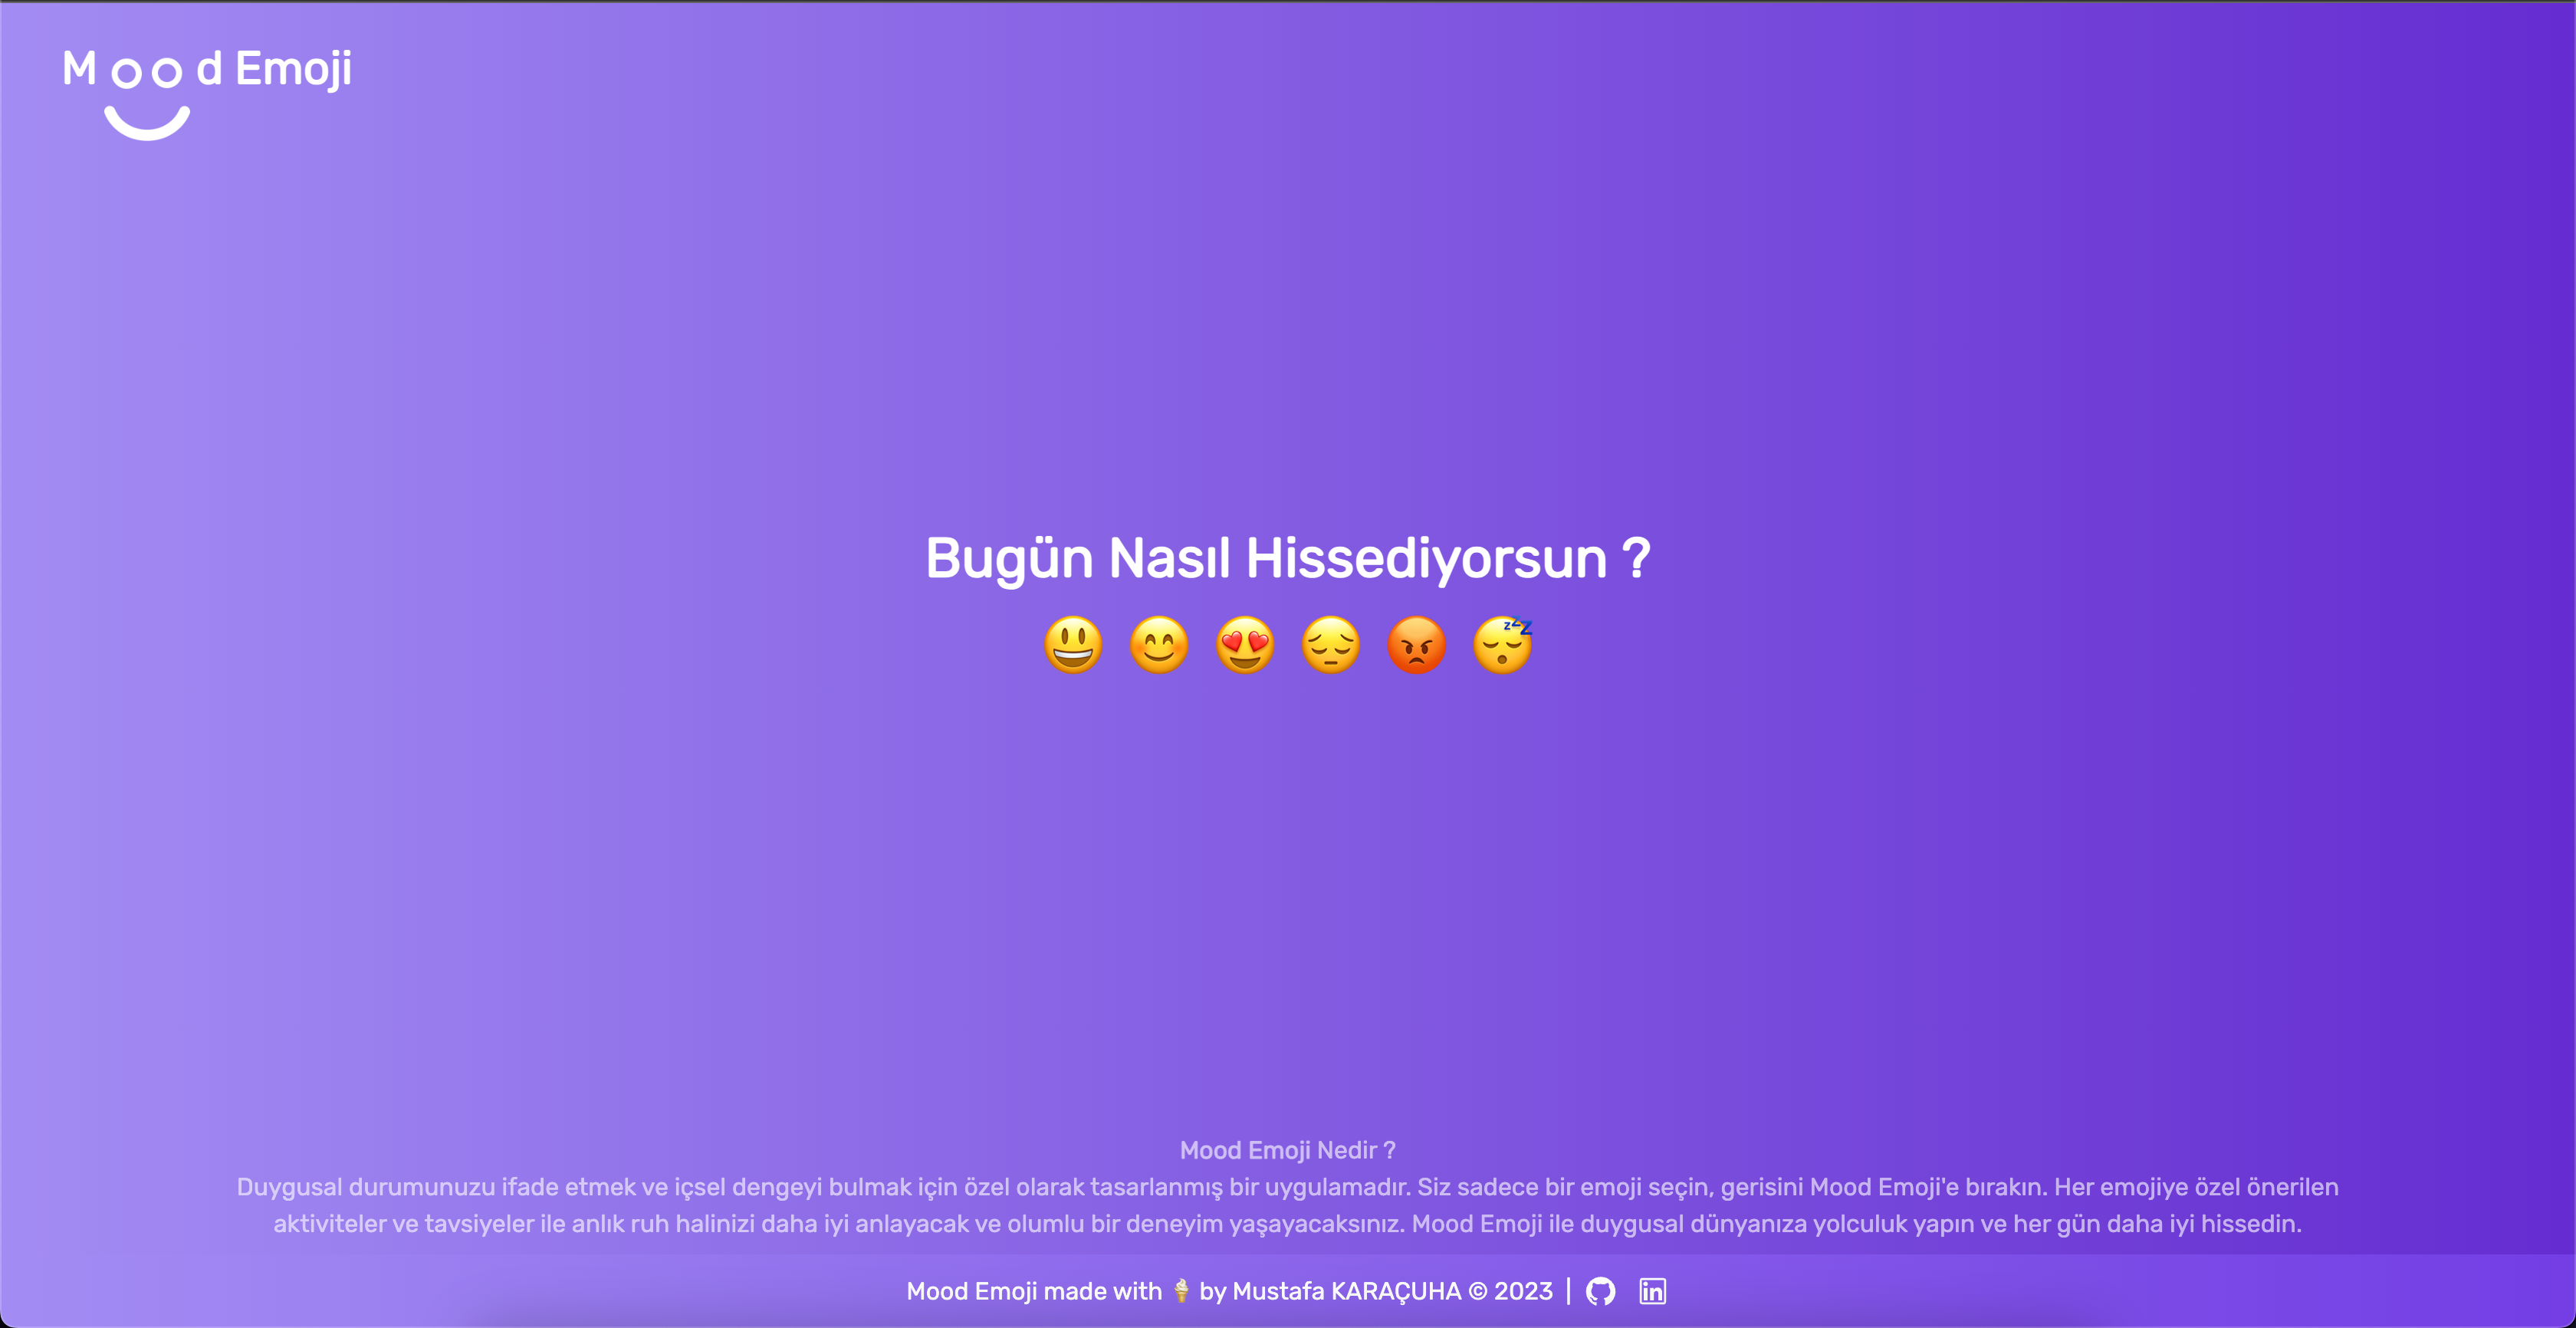 Mood Emoji
Bugün Nasıl Hissediyorsun ?
😃 😊 😍 😔 😡 😴
Mood Emoji Nedir ?
Duygusal durumunuzu ifade etmek ve içsel dengeyi bulmak için özel olarak tasarlanmış bir uygulamadır. Siz sadece bir emoji seçin, gerisini Mood Emoji'e bırakın. Her emojiye özel önerilen
aktiviteler ve tavsiyeler ile anlık ruh halinizi daha iyi anlayacak ve olumlu bir deneyim yaşayacaksınız. Mood Emoji ile duygusal dünyanıza yolculuk yapın ve her gün daha iyi hissedin.
Mood Emoji made with 🍦 by Mustafa KARAÇUHA © 2023 | in